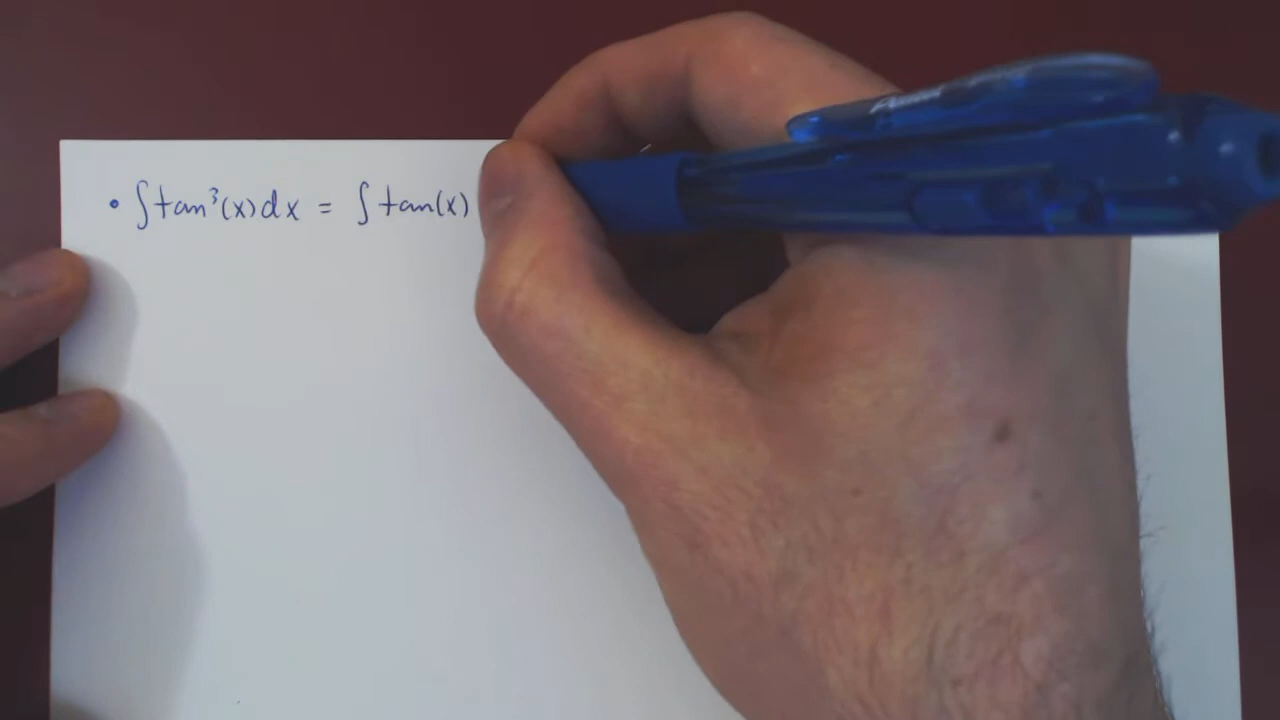 • ∫tan³(x)dx = ∫tan(x)